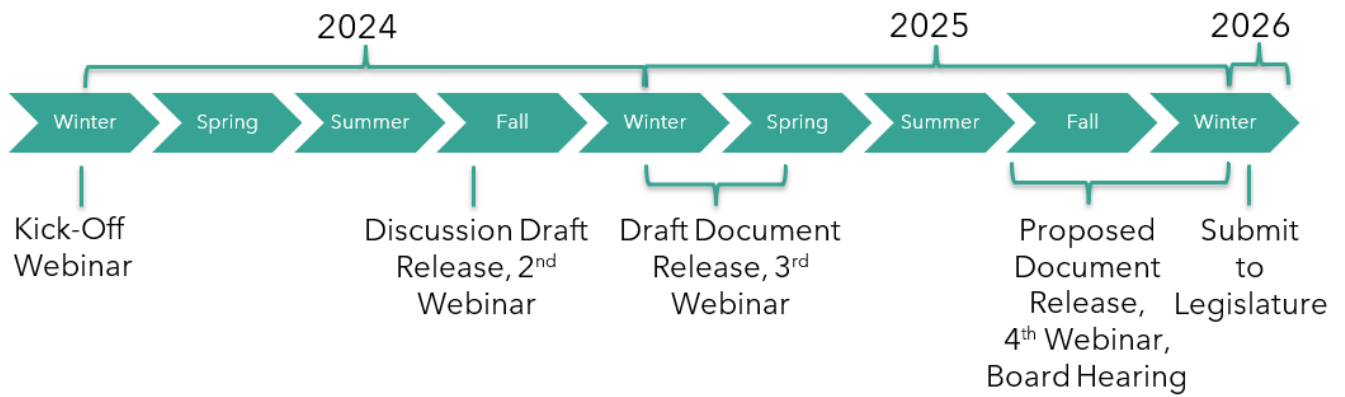 2024
2025
2026
Winter
Spring
Summer
Fall
Winter
Spring
Summer
Fall
Winter
Kick-Off
Webinar
Discussion Draft
Release, 2nd
Webinar
Draft Document
Release, 3rd
Webinar
Proposed
Document
Release,
4th Webinar,
Board Hearing
Submit
to
Legislature